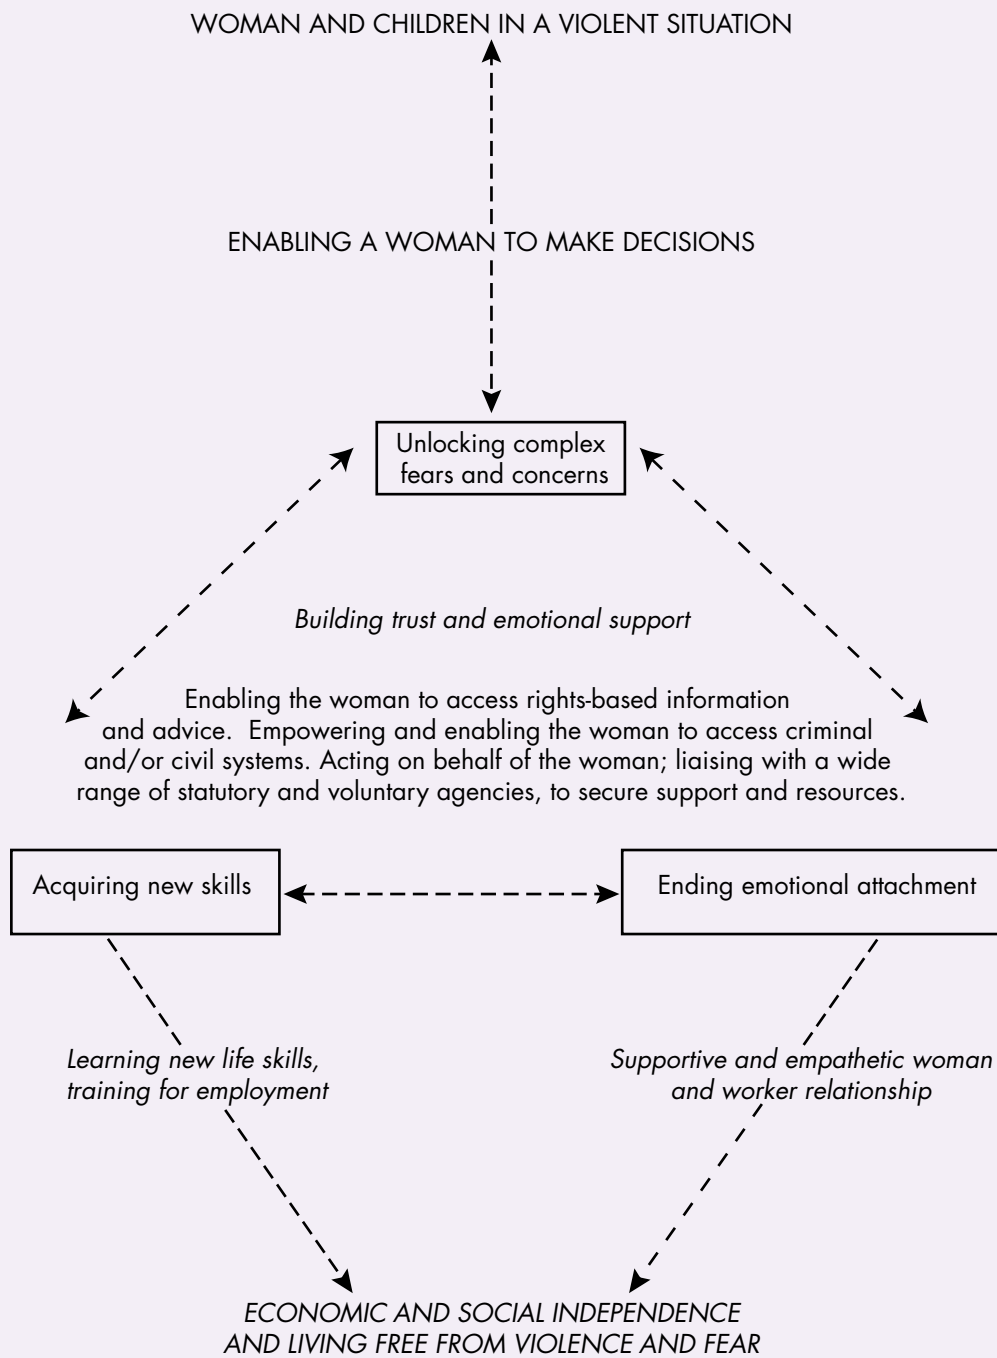 WOMAN AND CHILDREN IN A VIOLENT SITUATION
ENABLING A WOMAN TO MAKE DECISIONS
Unlocking complex
fears and concerns
Building trust and emotional support
Enabling the woman to access rights-based information
and advice. Empowering and enabling the woman to access criminal
and/or civil systems. Acting on behalf of the woman; liaising with a wide
range of statutory and voluntary agencies, to secure support and resources.
Acquiring new skills
Ending emotional attachment
Learning new life skills,
training for employment
Supportive and empathetic woman
and worker relationship
ECONOMIC AND SOCIAL INDEPENDENCE
AND LIVING FREE FROM VIOLENCE AND FEAR